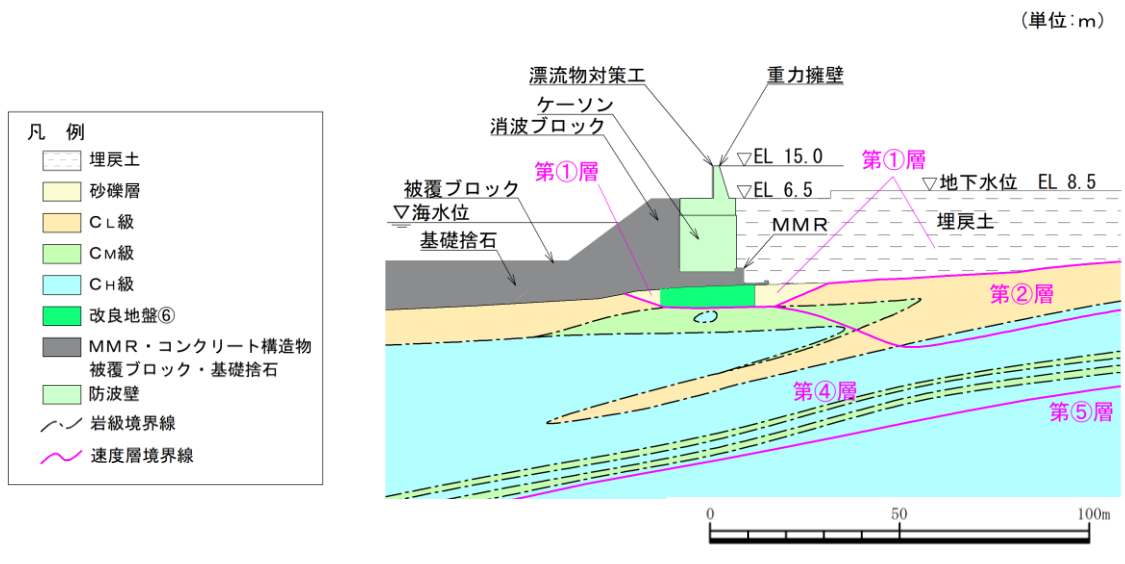 (単位:m)
漂流物対策工
重力擁壁
ケーソン
消波ブロック
▽EL 15.0
第①層
第①層
被覆ブロック
▽EL 6.5
▽地下水位 EL 8.5
▽海水位
埋戻土
基礎捨石
MMR
第②層
第④層
第⑤層
0 50 100m
凡 例
埋戻土
砂礫層
CL級
CM級
CH級
改良地盤⑥
MMR・コンクリート構造物
被覆ブロック・基礎捨石
防波壁
岩級境界線
速度層境界線